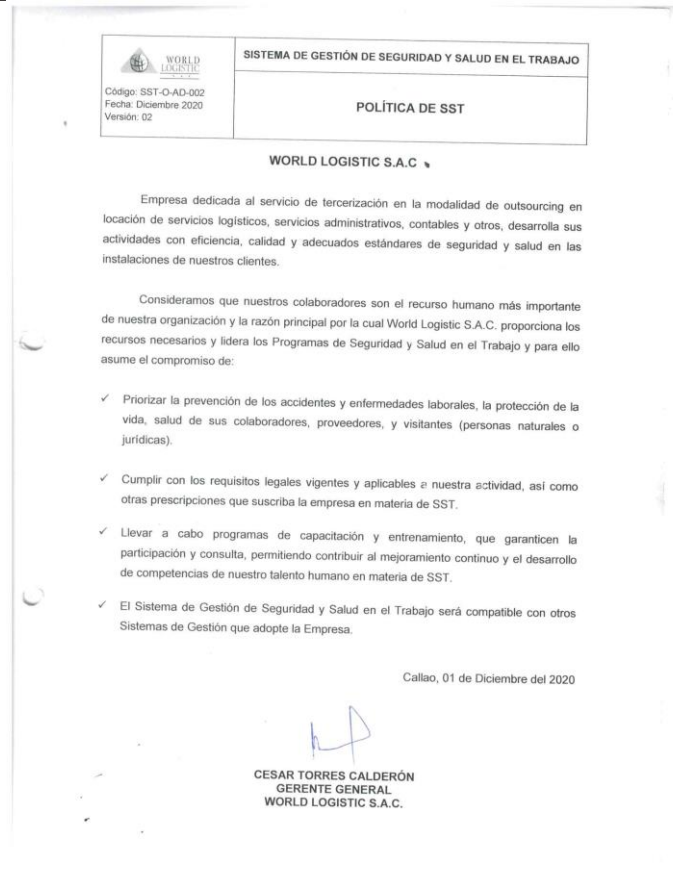 WORLD
LOGISTIC
S.A.C.
Código: SST-O-AD-002
Fecha: Diciembre 2020
Versión: 02
SISTEMA DE GESTIÓN DE SEGURIDAD Y SALUD EN EL TRABAJO
POLÍTICA DE SST
WORLD LOGISTIC S.A.C
Empresa dedicada al servicio de tercerización en la modalidad de outsourcing en
locación de servicios logísticos, servicios administrativos, contables y otros, desarrolla sus
actividades con eficiencia, calidad y adecuados estándares de seguridad y salud en las
instalaciones de nuestros clientes.
Consideramos que nuestros colaboradores son el recurso humano más importante
de nuestra organización y la razón principal por la cual World Logistic S.A.C. proporciona los
recursos necesarios y lidera los Programas de Seguridad y Salud en el Trabajo y para ello
asume el compromiso de:
✓ Priorizar la prevención de los accidentes y enfermedades laborales, la protección de la
vida, salud de sus colaboradores, proveedores, y visitantes (personas naturales o
jurídicas).
✓ Cumplir con los requisitos legales vigentes y aplicables a nuestra actividad, así como
otras prescripciones que suscriba la empresa en materia de SST.
✓ Llevar a cabo programas de capacitación y entrenamiento, que garanticen la
participación y consulta, permitiendo contribuir al mejoramiento continuo y el desarrollo
de competencias de nuestro talento humano en materia de SST.
✓ El Sistema de Gestión de Seguridad y Salud en el Trabajo será compatible con otros
Sistemas de Gestión que adopte la Empresa.
Callao, 01 de Diciembre del 2020
CESAR TORRES CALDERÓN
GERENTE GENERAL
WORLD LOGISTIC S.A.C.